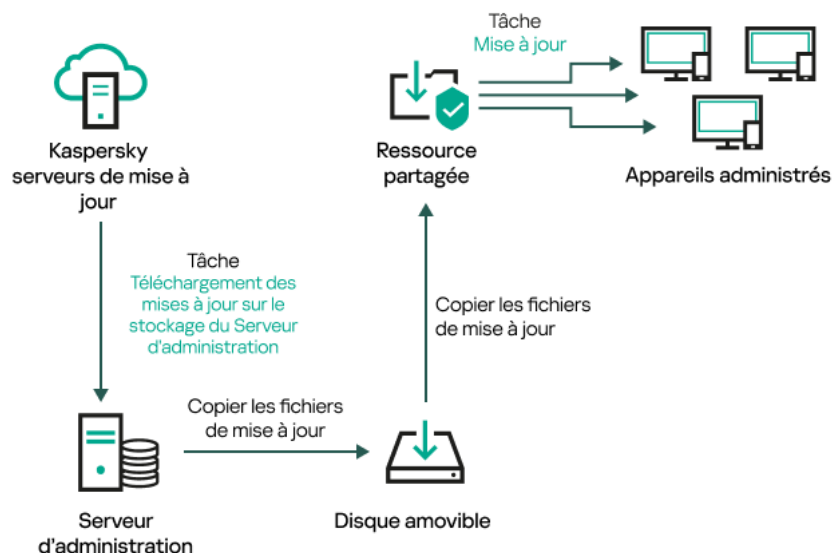 Kaspersky
serveurs de mise à
jour
Tâche
Téléchargement des
mises à jour sur le
stockage du Serveur
d'administration
Serveur
d'administration
Copier les fichiers
de mise à jour
Disque amovible
Copier les fichiers
de mise à jour
Ressource
partagée
Tâche
Mise à jour
Appareils administrés